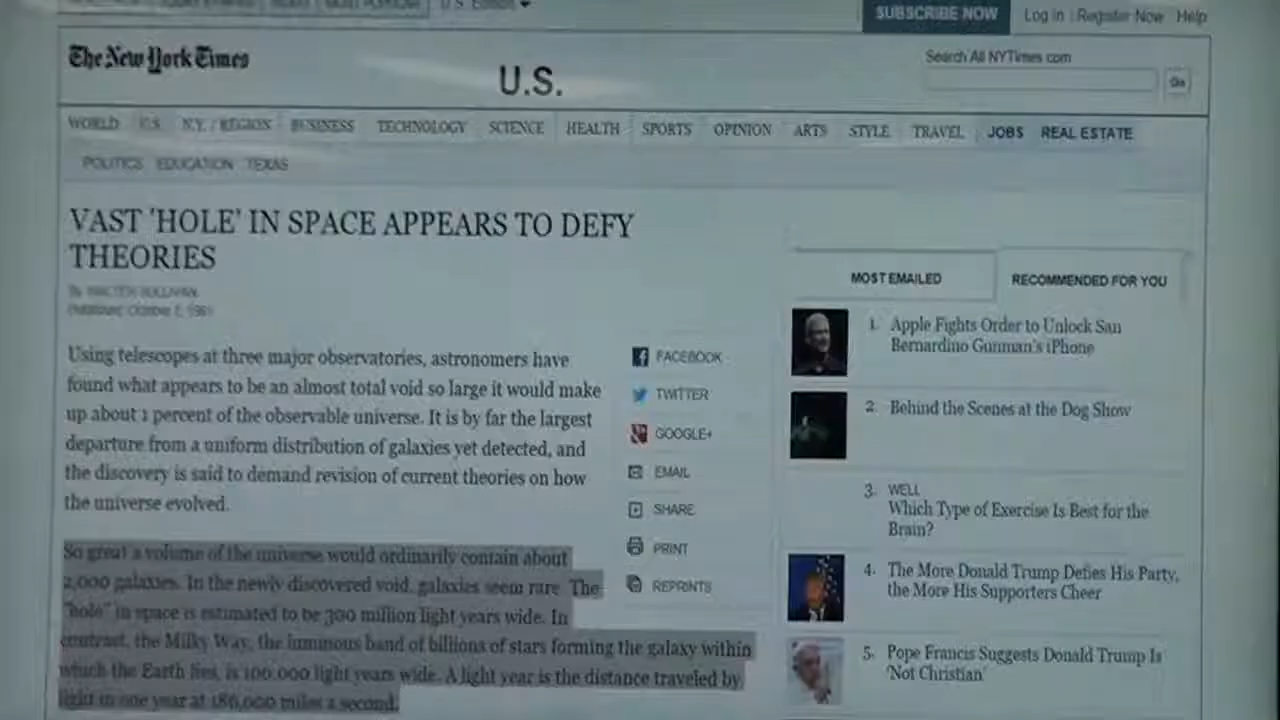 U.S. Edition
SUBSCRIBE NOW
Log in Register Now Help
The New York Times
U.S.
Search All NYTimes.com
Go
WORLD U.S. N.Y. / REGION BUSINESS TECHNOLOGY SCIENCE HEALTH SPORTS OPINION ARTS STYLE TRAVEL JOBS REAL ESTATE
POLITICS EDUCATION TEXAS
VAST 'HOLE' IN SPACE APPEARS TO DEFY
THEORIES
By WALTER SULLIVAN
Published: October 2, 1981
Using telescopes at three major observatories, astronomers have
found what appears to be an almost total void so large it would make
up about 1 percent of the observable universe. It is by far the largest
departure from a uniform distribution of galaxies yet detected, and
the discovery is said to demand revision of current theories on how
the universe evolved.
So great a volume of the universe would ordinarily contain about
2,000 galaxies. In the newly discovered void, galaxies seem rare. The
"hole" in space is estimated to be 300 million light years wide. In
contrast, the Milky Way, the luminous band of billions of stars forming the galaxy within
which the Earth lies, is 100,000 light years wide. A light year is the distance traveled by
light in one year at 186,000 miles a second.
FACEBOOK
TWITTER
GOOGLE+
EMAIL
SHARE
PRINT
REPRINTS
MOST EMAILED
RECOMMENDED FOR YOU
1. Apple Fights Order to Unlock San
Bernardino Gunman's iPhone
2. Behind the Scenes at the Dog Show
3. WELL
Which Type of Exercise Is Best for the
Brain?
4. The More Donald Trump Defies His Party,
the More His Supporters Cheer
5. Pope Francis Suggests Donald Trump Is
'Not Christian'